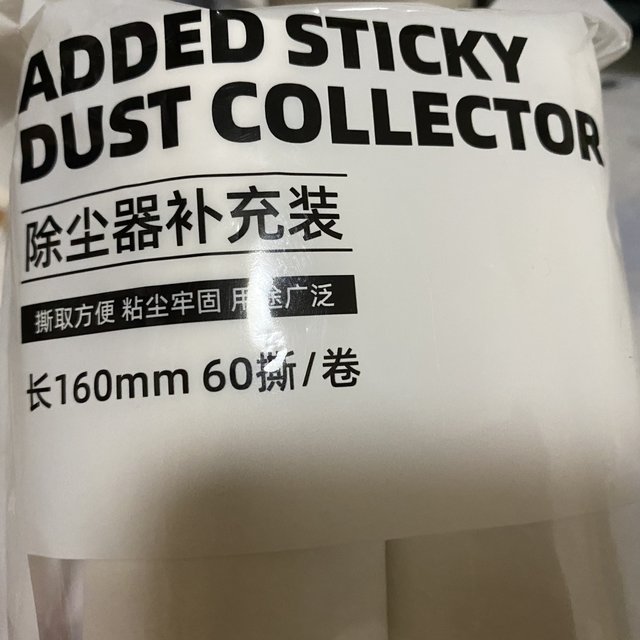 ADDED STICKY
DUST COLLECTOR
除尘器补充装
撕取方便 粘尘牢固 用途广泛
长160mm 60撕/卷